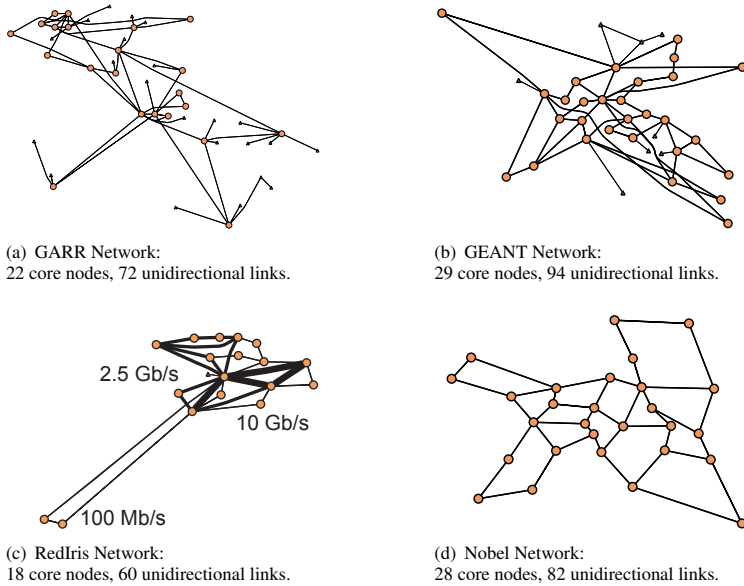 (a) GARR Network:
22 core nodes, 72 unidirectional links.
(b) GEANT Network:
29 core nodes, 94 unidirectional links.
2.5 Gb/s
10 Gb/s
100 Mb/s
(c) RedIris Network:
18 core nodes, 60 unidirectional links.
(d) Nobel Network:
28 core nodes, 82 unidirectional links.